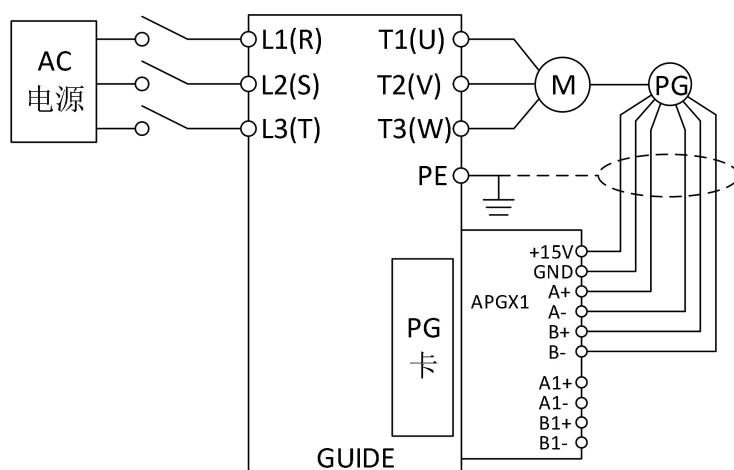 AC
电源
L1(R)
L2(S)
L3(T)
T1(U)
T2(V)
T3(W)
PE
M
PG
PG
卡
APGX1
+15V
GND
A+
A-
B+
B-
A1+
A1-
B1+
B1-
GUIDE